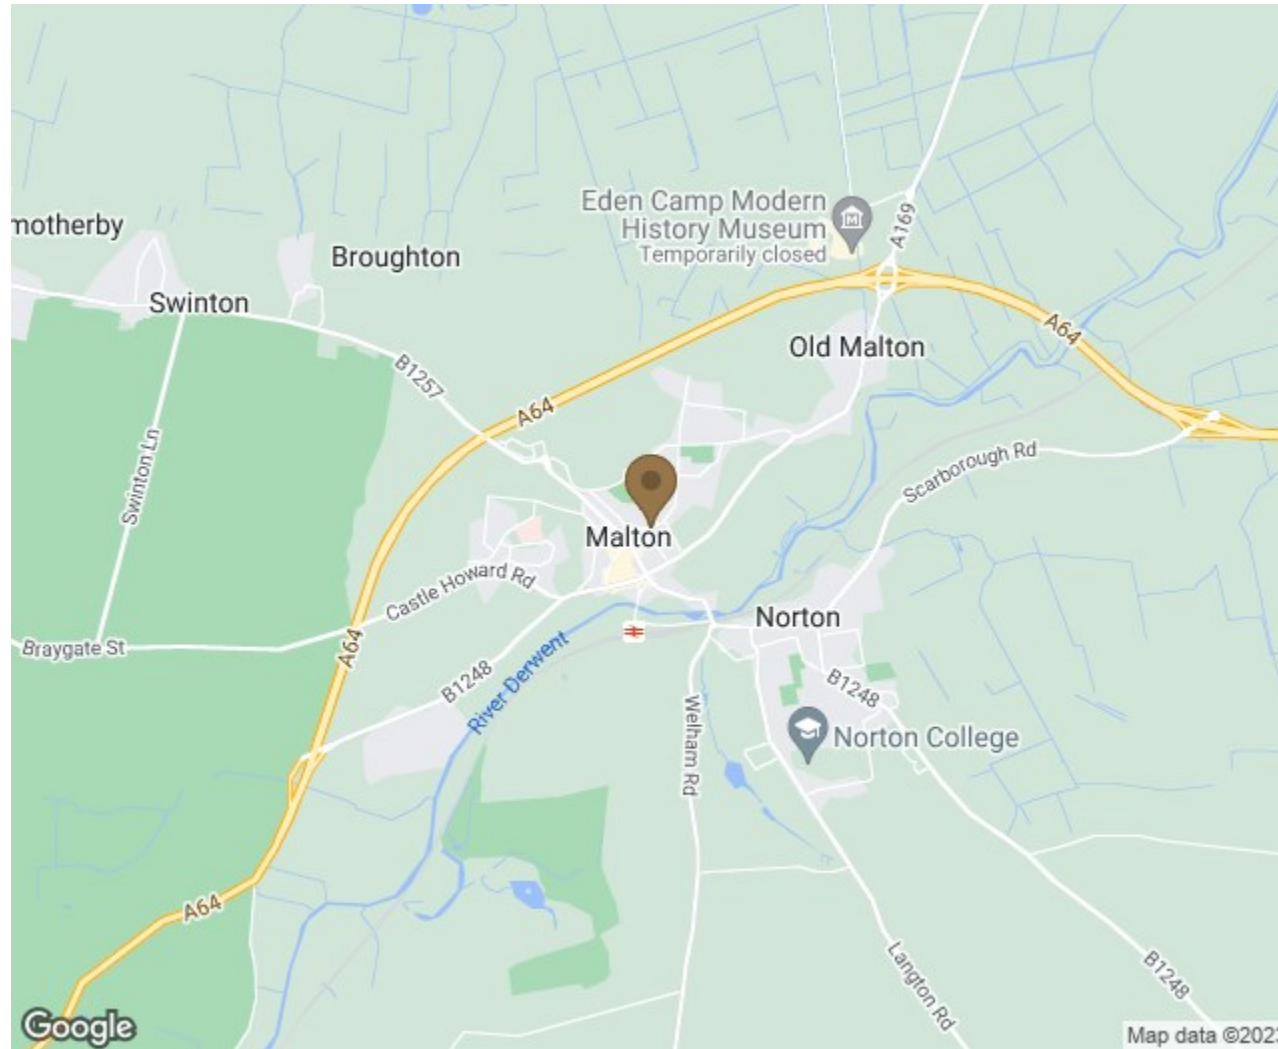 motherby
Broughton
Swinton
Eden Camp Modern
History Museum
Temporarily closed
A169
A64
Old Malton
B1257
A64
Swinton Ln
Scarborough Rd
Malton
Castle Howard Rd
Norton
Braygate St
A64
B1248
River Derwent
B1248
Welham Rd
Norton College
A64
Langton Rd
B1248
Google
Map data ©2023